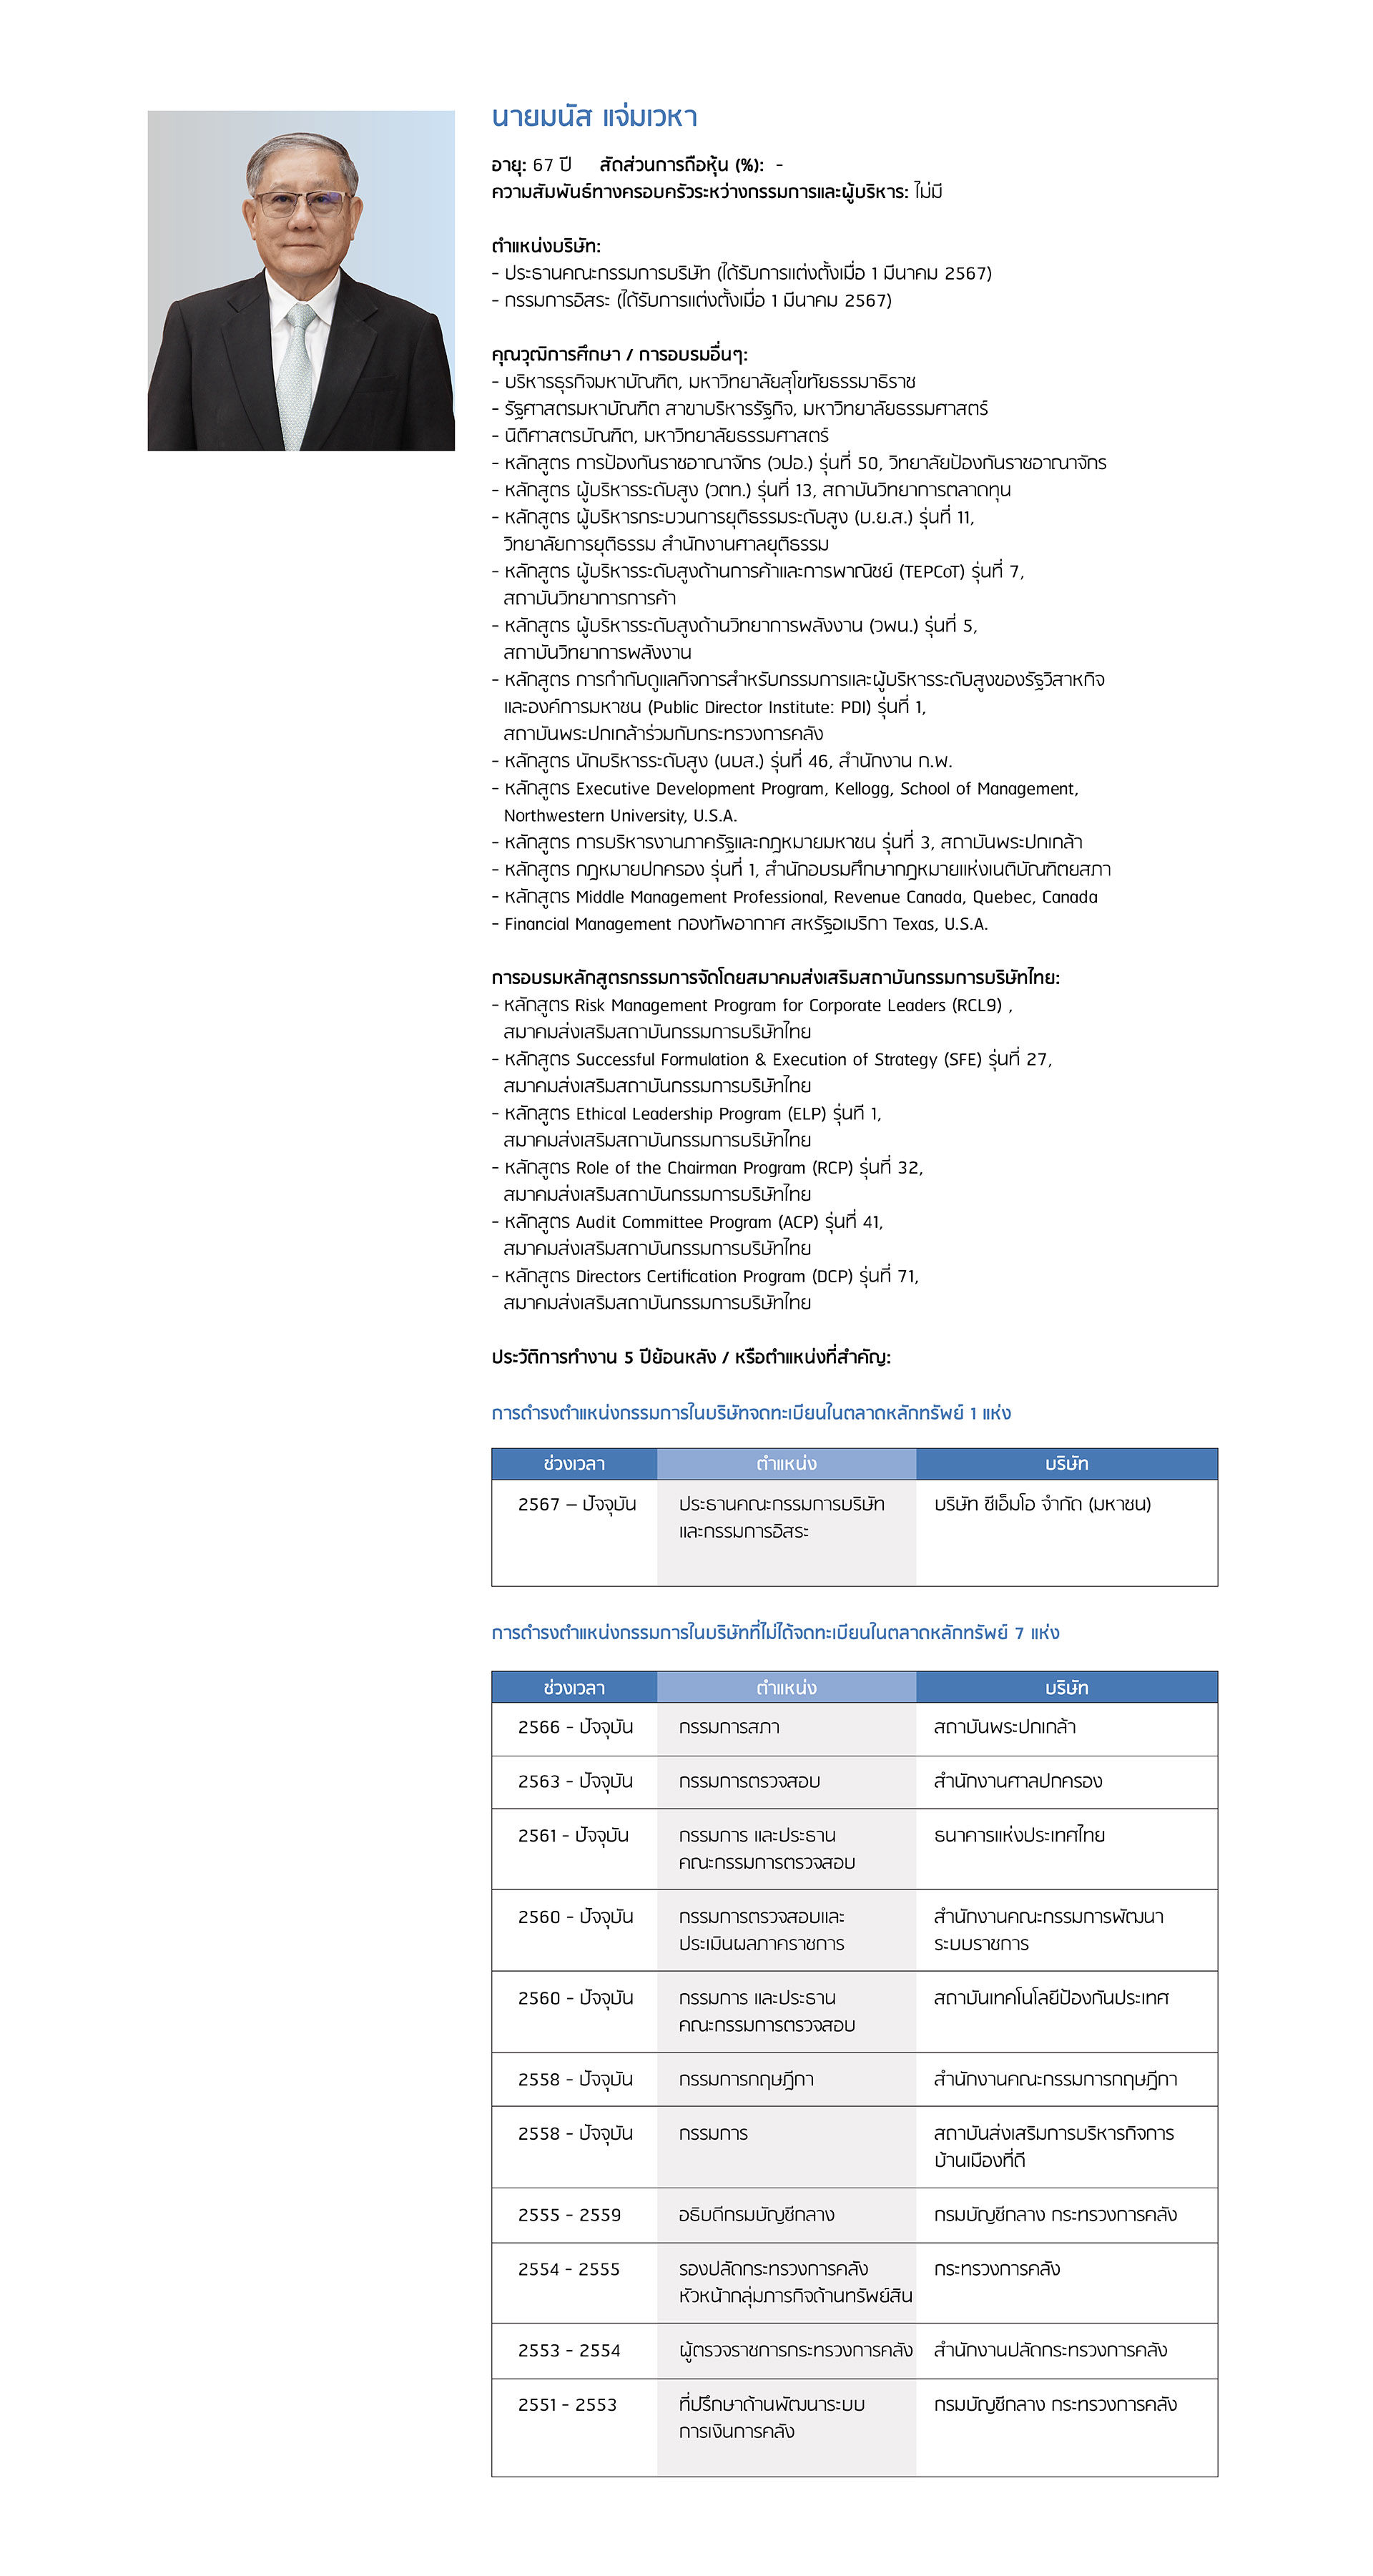 นายมนัส แจ่มเวหา
อายุ: 67 ปี สัดส่วนการถือหุ้น (%): -
ความสัมพันธ์ทางครอบครัวระหว่างกรรมการและผู้บริหาร: ไม่มี
ตำแหน่งบริษัท:
- ประธานคณะกรรมการบริษัท (ได้รับการแต่งตั้งเมื่อ 1 มีนาคม 2567)
- กรรมการอิสระ (ได้รับการแต่งตั้งเมื่อ 1 มีนาคม 2567)
คุณวุฒิการศึกษา / การอบรมอื่นๆ:
- บริหารธุรกิจมหาบัณฑิต, มหาวิทยาลัยสุโขทัยธรรมาธิราช
- รัฐศาสตรมหาบัณฑิต สาขาบริหารรัฐกิจ, มหาวิทยาลัยธรรมศาสตร์
- นิติศาสตรบัณฑิต, มหาวิทยาลัยธรรมศาสตร์
- หลักสูตร การป้องกันราชอาณาจักร (วปอ.) รุ่นที่ 50, วิทยาลัยป้องกันราชอาณาจักร
- หลักสูตร ผู้บริหารระดับสูง (วตท.) รุ่นที่ 13, สถาบันวิทยาการตลาดทุน
- หลักสูตร ผู้บริหารกระบวนการยุติธรรมระดับสูง (บ.ย.ส.) รุ่นที่ 11,
วิทยาลัยการยุติธรรม สำนักงานศาลยุติธรรม
- หลักสูตร ผู้บริหารระดับสูงด้านการค้าและการพาณิชย์ (TEPCoT) รุ่นที่ 7,
สถาบันวิทยาการการค้า
- หลักสูตร ผู้บริหารระดับสูงด้านวิทยาการพลังงาน (วพน.) รุ่นที่ 5,
สถาบันวิทยาการพลังงาน
- หลักสูตร การกำกับดูแลกิจการสำหรับกรรมการและผู้บริหารระดับสูงของรัฐวิสาหกิจ
และองค์การมหาชน (Public Director Institute: PDI) รุ่นที่ 1,
สถาบันพระปกเกล้าร่วมกับกระทรวงการคลัง
- หลักสูตร นักบริหารระดับสูง (นบส.) รุ่นที่ 46, สำนักงาน ก.พ.
- หลักสูตร Executive Development Program, Kellogg, School of Management,
Northwestern University, U.S.A.
- หลักสูตร การบริหารงานภาครัฐและกฎหมายมหาชน รุ่นที่ 3, สถาบันพระปกเกล้า
- หลักสูตร กฎหมายปกครอง รุ่นที่ 1, สำนักอบรมศึกษากฎหมายแห่งเนติบัณฑิตยสภา
- หลักสูตร Middle Management Professional, Revenue Canada, Quebec, Canada
- Financial Management กองทัพอากาศ สหรัฐอเมริกา Texas, U.S.A.
การอบรมหลักสูตรกรรมการจัดโดยสมาคมส่งเสริมสถาบันกรรมการบริษัทไทย:
- หลักสูตร Risk Management Program for Corporate Leaders (RCL9) ,
สมาคมส่งเสริมสถาบันกรรมการบริษัทไทย
- หลักสูตร Successful Formulation & Execution of Strategy (SFE) รุ่นที่ 27,
สมาคมส่งเสริมสถาบันกรรมการบริษัทไทย
- หลักสูตร Ethical Leadership Program (ELP) รุ่นที 1,
สมาคมส่งเสริมสถาบันกรรมการบริษัทไทย
- หลักสูตร Role of the Chairman Program (RCP) รุ่นที่ 32,
สมาคมส่งเสริมสถาบันกรรมการบริษัทไทย
- หลักสูตร Audit Committee Program (ACP) รุ่นที่ 41,
สมาคมส่งเสริมสถาบันกรรมการบริษัทไทย
- หลักสูตร Directors Certification Program (DCP) รุ่นที่ 71,
สมาคมส่งเสริมสถาบันกรรมการบริษัทไทย
ประวัติการทำงาน 5 ปีย้อนหลัง / หรือตำแหน่งที่สำคัญ:
การดำรงตำแหน่งกรรมการในบริษัทจดทะเบียนในตลาดหลักทรัพย์ 1 แห่ง
ช่วงเวลา ตำแหน่ง บริษัท
2567 – ปัจจุบัน ประธานคณะกรรมการบริษัท บริษัท ซีเอ็มโอ จำกัด (มหาชน)
และกรรมการอิสระ
การดำรงตำแหน่งกรรมการในบริษัทที่ไม่ได้จดทะเบียนในตลาดหลักทรัพย์ 7 แห่ง
ช่วงเวลา ตำแหน่ง บริษัท
2566 - ปัจจุบัน กรรมการสภา สถาบันพระปกเกล้า
2563 - ปัจจุบัน กรรมการตรวจสอบ สำนักงานศาลปกครอง
2561 - ปัจจุบัน กรรมการ และประธาน ธนาคารแห่งประเทศไทย
คณะกรรมการตรวจสอบ
2560 - ปัจจุบัน กรรมการตรวจสอบและ สำนักงานคณะกรรมการพัฒนา
ประเมินผลภาคราชการ ระบบราชการ
2560 - ปัจจุบัน กรรมการ และประธาน สถาบันเทคโนโลยีป้องกันประเทศ
คณะกรรมการตรวจสอบ
2558 - ปัจจุบัน กรรมการกฤษฎีกา สำนักงานคณะกรรมการกฤษฎีกา
2558 - ปัจจุบัน กรรมการ สถาบันส่งเสริมการบริหารกิจการ
บ้านเมืองที่ดี
2555 - 2559 อธิบดีกรมบัญชีกลาง กรมบัญชีกลาง กระทรวงการคลัง
2554 - 2555 รองปลัดกระทรวงการคลัง กระทรวงการคลัง
หัวหน้ากลุ่มภารกิจด้านทรัพย์สิน
2553 - 2554 ผู้ตรวจราชการกระทรวงการคลัง สำนักงานปลัดกระทรวงการคลัง
2551 - 2553 ที่ปรึกษาด้านพัฒนาระบบ กรมบัญชีกลาง กระทรวงการคลัง
การเงินการคลัง